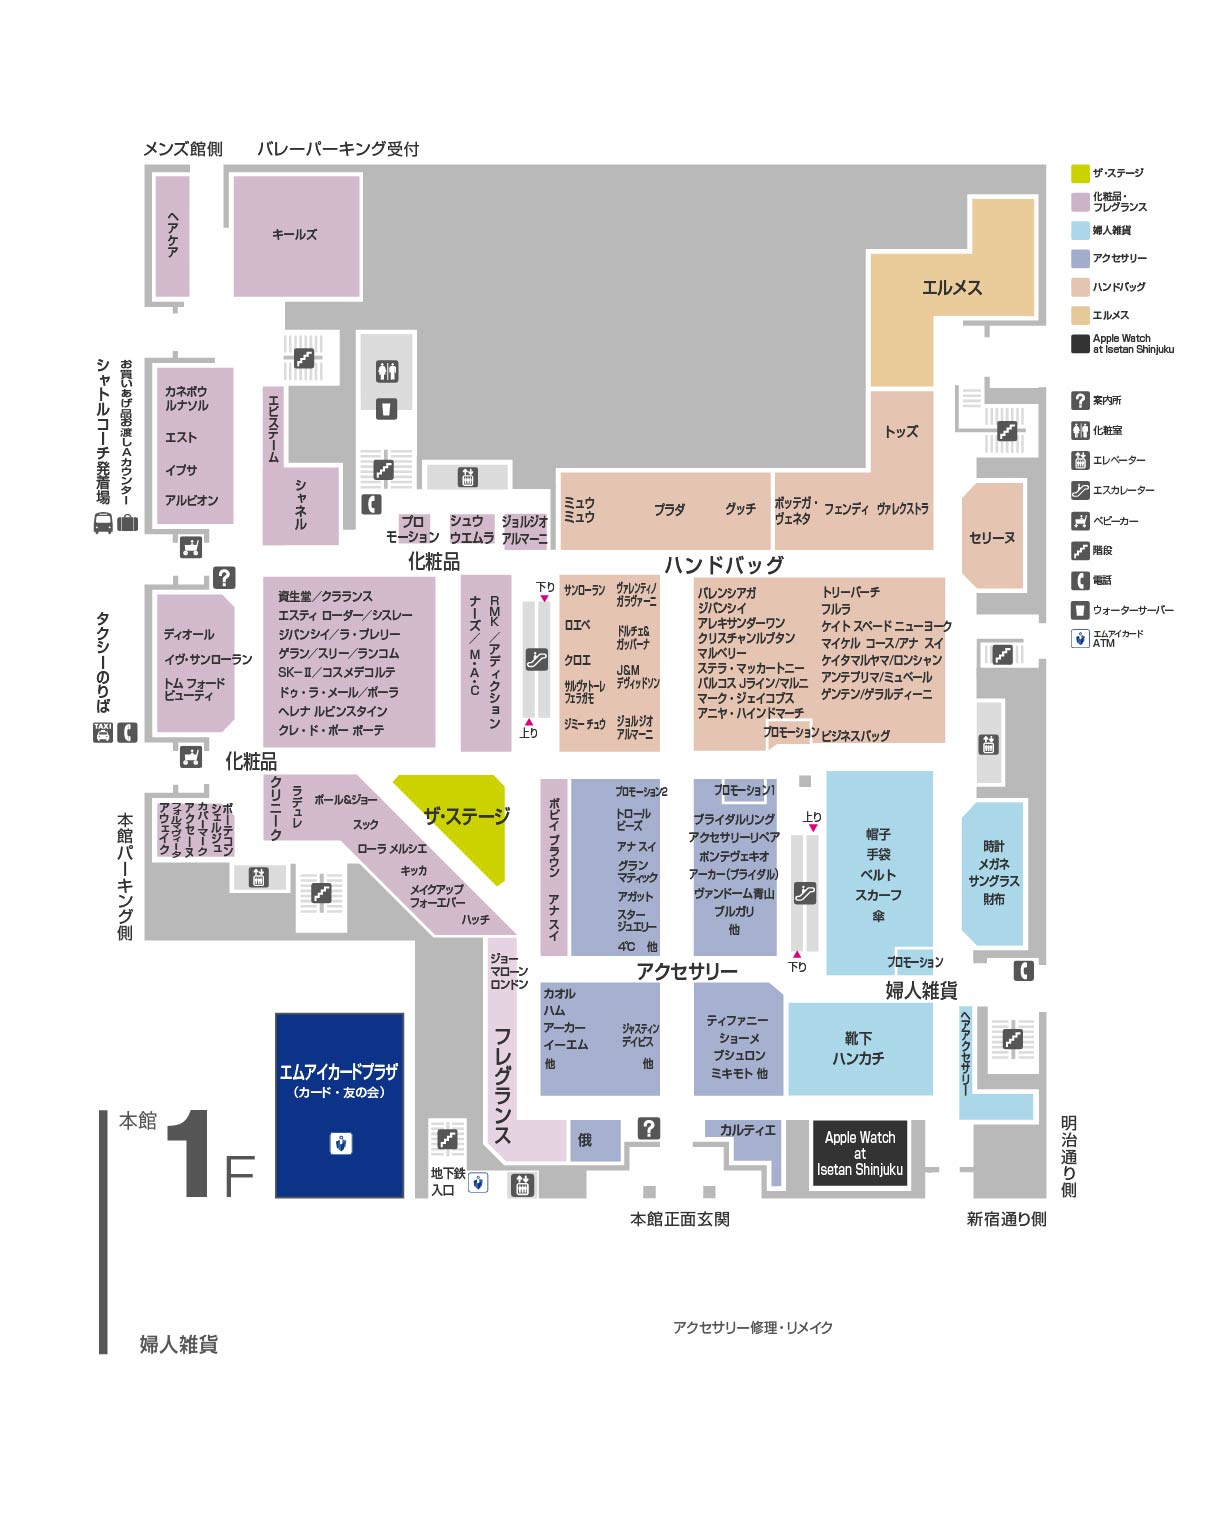 メンズ館側
バレーパーキング受付
ヘアケア
キールズ
エルメス
ザ・ステージ
化粧品・
フレグランス
婦人雑貨
アクセサリー
ハンドバッグ
エルメス
Apple Watch
at Isetan Shinjuku
案内所
化粧室
エレベーター
エスカレーター
ベビーカー
階段
電話
ウォーターサーバー
エムアイカード
ATM
お買いあげ品お渡しAカウンター
シャトルコーチ発着場
カネボウ
ルナソル
エスト
イプサ
アルビオン
エピステーム
シャネル
プロ
モーション
シュウ
ウエムラ
ジョルジオ
アルマーニ
化粧品
トッズ
ミュウ
ミュウ
プラダ
グッチ
ボッテガ・
ヴェネタ
フェンディ
ヴァレクストラ
セリーヌ
ハンドバッグ
タクシーのりば
TAXI
ディオール
イヴ・サンローラン
トム フォード
ビューティ
資生堂／クラランス
エスティ ローダー／シスレー
ジバンシイ／ラ・プレリー
ゲラン／スリー／ランコム
SK-Ⅱ／コスメデコルテ
ドゥ・ラ・メール／ポーラ
ヘレナ ルビンスタイン
クレ・ド・ポー ボーテ
RMK／アディクション
ナーズ／M・A・C
下り
上り
サンローラン
ロエベ
クロエ
サルヴァトーレ
フェラガモ
ジミー チュウ
ヴァレンティノ
ガラヴァーニ
ドルチェ&
ガッバーナ
J&M
デヴィッドソン
ジョルジオ
アルマーニ
バレンシアガ
ジバンシイ
アレキサンダーワン
クリスチャンルブタン
マルベリー
ステラ・マッカートニー
バルコス Jライン/マルニ
マーク・ジェイコブス
アニヤ・ハインドマーチ
プロモーション
トリーバーチ
フルラ
ケイト スペード ニューヨーク
マイケル コース/アナ スイ
ケイタマルヤマ/ロンシャン
アンテプリマ/ミュベール
ゲンテン/ゲラルディーニ
ビジネスバッグ
化粧品
本館パーキング側
ボーテコン
シェルジュ
カバーマーク
アクセーヌ
フォルマヴィータ
アウェイク
クリニーク
ラデュレ
ポール&ジョー
スック
ローラ メルシエ
キッカ
メイクアップ
フォーエバー
ハッチ
ザ・ステージ
ボビイ ブラウン
アナ スイ
プロモーション2
トロール
ビーズ
アナ スイ
グラン
マティック
アガット
スター
ジュエリー
4℃ 他
プロモーション1
ブライダルリング
アクセサリーリペア
ポンテヴェキオ
アーカー(ブライダル)
ヴァンドーム青山
ブルガリ
他
上り
下り
帽子
手袋
ベルト
スカーフ
傘
プロモーション
時計
メガネ
サングラス
財布
アクセサリー
婦人雑貨
ジョー
マローン
ロンドン
フレグランス
カオル
ハム
アーカー
イーエム
他
ジャスティン
デイビス
他
ティファニー
ショーメ
ブシュロン
ミキモト 他
靴下
ハンカチ
ヘアアクセサリー
エムアイカードプラザ
（カード・友の会）
本館
1F
地下鉄
入口
俄
カルティエ
Apple Watch
at
Isetan Shinjuku
明治通り側
本館正面玄関
新宿通り側
婦人雑貨
アクセサリー修理・リメイク